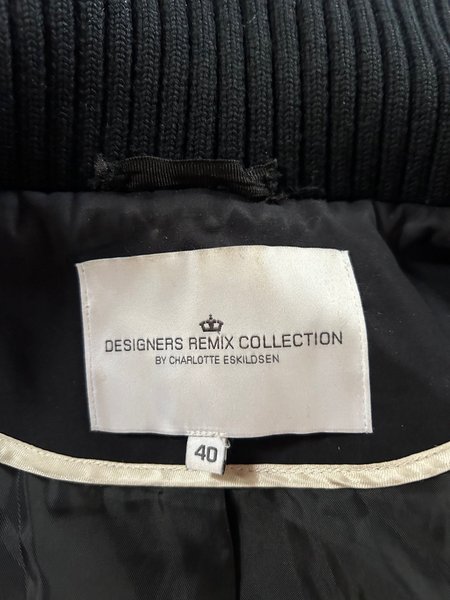 DESIGNERS REMIX COLLECTION
BY CHARLOTTE ESKILDSEN
40